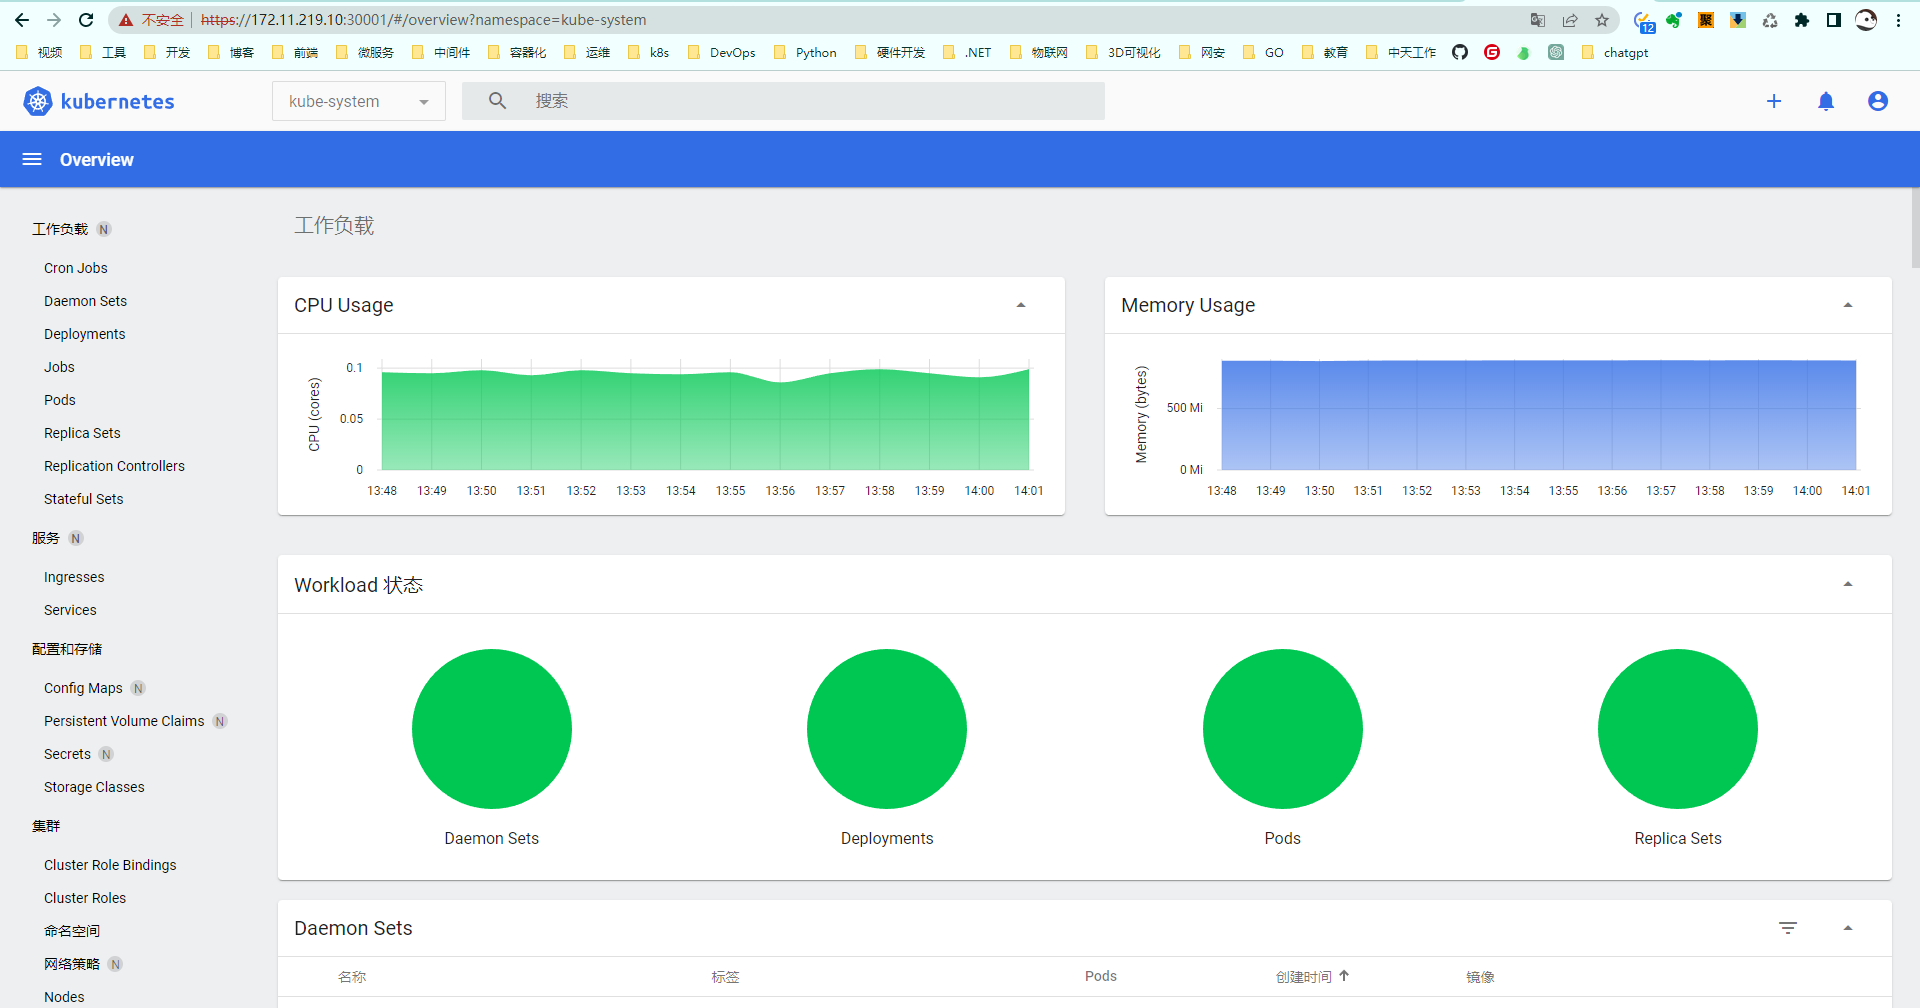 不安全 https://172.11.219.10:30001/#/overview?namespace=kube-system
12 聚
视频 工具 开发 博客 前端 微服务 中间件 容器化 运维 k8s DevOps Python 硬件开发 .NET 物联网 3D可视化 网安 GO 教育 中天工作 chatgpt
kubernetes kube-system 搜索
Overview
工作负载 N
Cron Jobs
Daemon Sets
Deployments
Jobs
Pods
Replica Sets
Replication Controllers
Stateful Sets
服务 N
Ingresses
Services
配置和存储
Config Maps N
Persistent Volume Claims N
Secrets N
Storage Classes
集群
Cluster Role Bindings
Cluster Roles
命名空间
网络策略 N
Nodes
工作负载
CPU Usage
CPU (cores)
0.1
0.05
0
13:48 13:49 13:50 13:51 13:52 13:53 13:54 13:55 13:56 13:57 13:58 13:59 14:00 14:01
Memory Usage
Memory (bytes)
500 Mi
0 Mi
13:48 13:49 13:50 13:51 13:52 13:53 13:54 13:55 13:56 13:57 13:58 13:59 14:00 14:01
Workload 状态
Daemon Sets Deployments Pods Replica Sets
Daemon Sets
名称 标签 Pods 创建时间 镜像